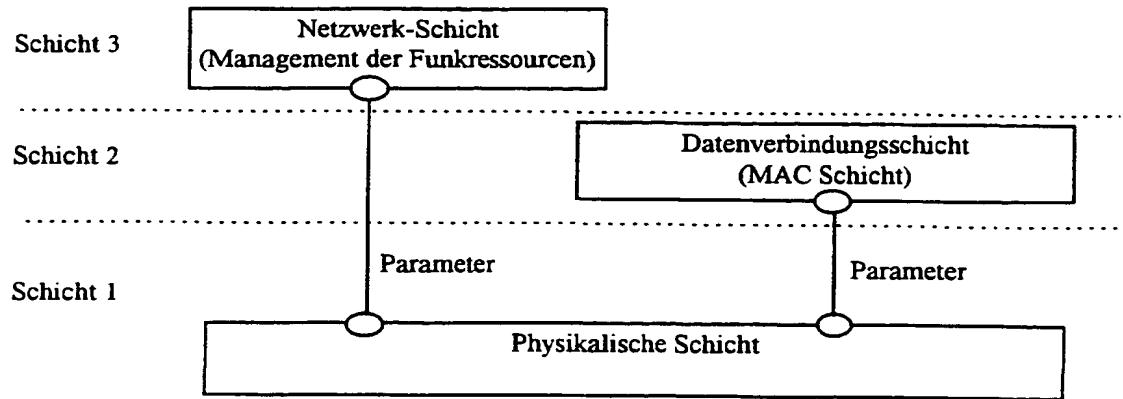 Schicht 3
Netzwerk-Schicht
(Management der Funkressourcen)
Schicht 2
Datenverbindungsschicht
(MAC Schicht)
Schicht 1
Parameter
Parameter
Physikalische Schicht